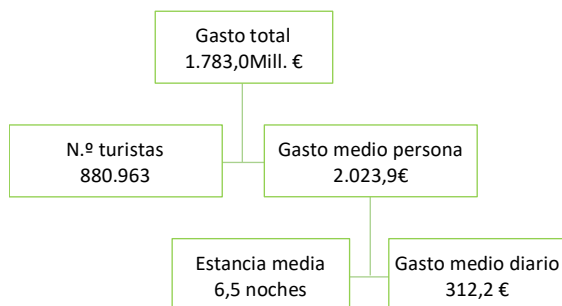 Gasto total
1.783,0Mill. €
N.º turistas
880.963
Gasto medio persona
2.023,9€
Estancia media
6,5 noches
Gasto medio diario
312,2 €